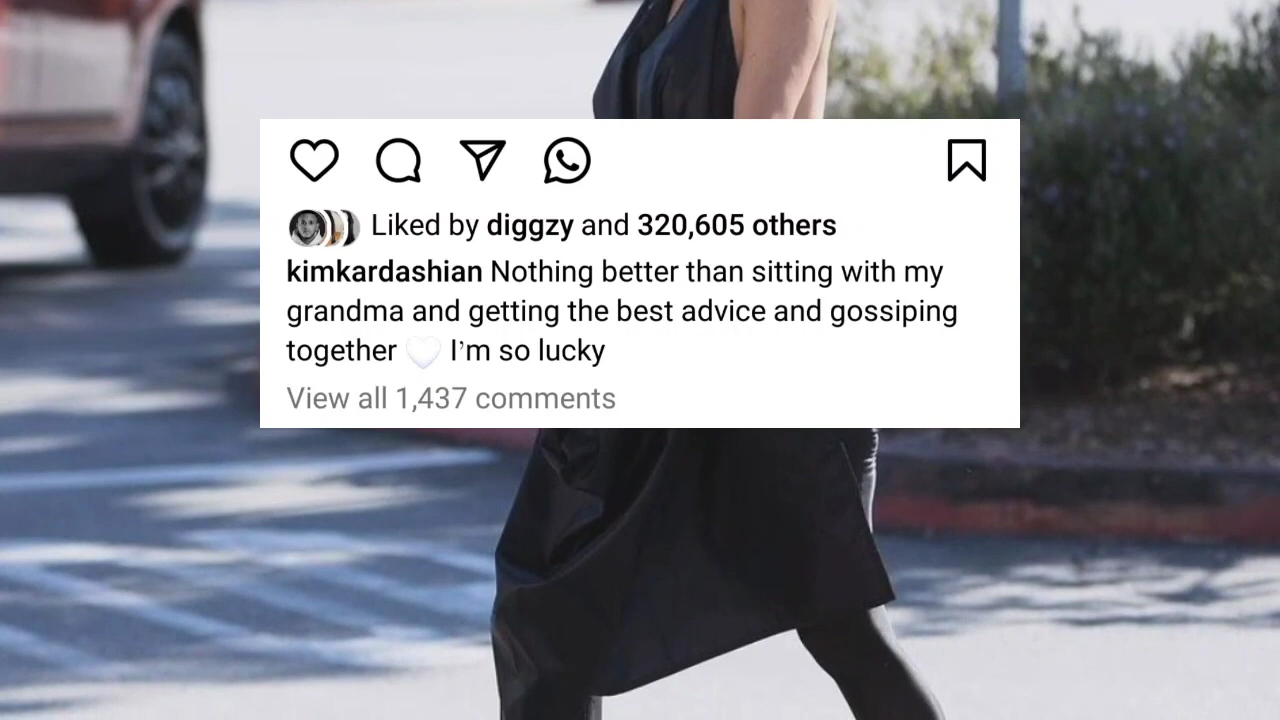 Liked by diggzy and 320,605 others
kimkardashian Nothing better than sitting with my
grandma and getting the best advice and gossiping
together 🤍 I’m so lucky
View all 1,437 comments